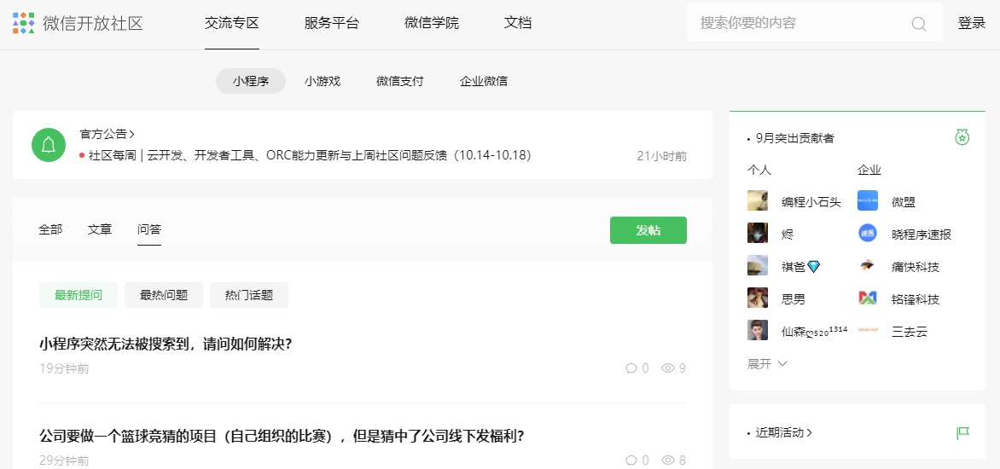 微信开放社区 交流专区 服务平台 微信学院 文档 搜索你要的内容 登录
小程序 小游戏 微信支付 企业微信
官方公告
社区每周 | 云开发、开发者工具、ORC能力更新与上周社区问题反馈（10.14-10.18）
21小时前
全部 文章 问答 发帖
最新提问 最热问题 热门话题
小程序突然无法被搜索到，请问如何解决？
19分钟前 0 9
公司要做一个篮球竞猜的项目（自己组织的比赛），但是猜中了公司线下发福利？
29分钟前 0 8
9月突出贡献者
个人 企业
编程小石头 微盟
烬 晓程序速报
祺爸💎 痛快科技
思男 铭锋科技
仙森ღ₅₂₀¹³¹⁴ 三去云
展开
近期活动